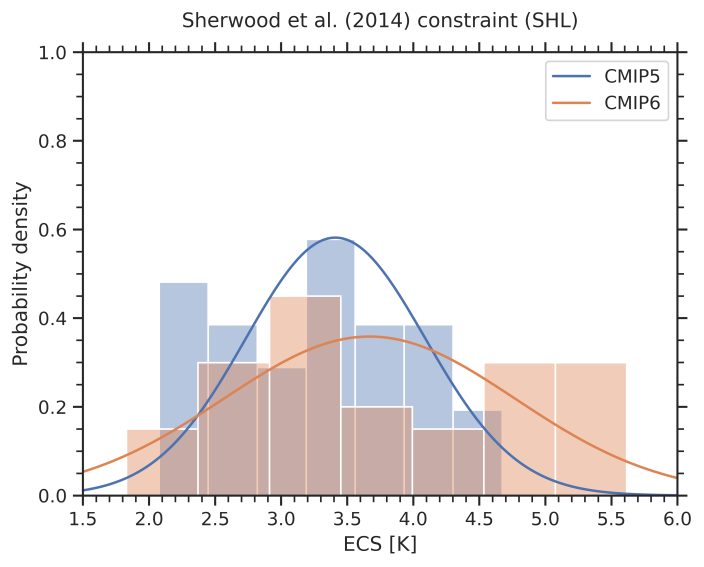 Sherwood et al. (2014) constraint (SHL)
1.0
0.8
0.6
0.4
0.2
0.0
Probability density
CMIP5
CMIP6
1.5 2.0 2.5 3.0 3.5 4.0 4.5 5.0 5.5 6.0
ECS [K]